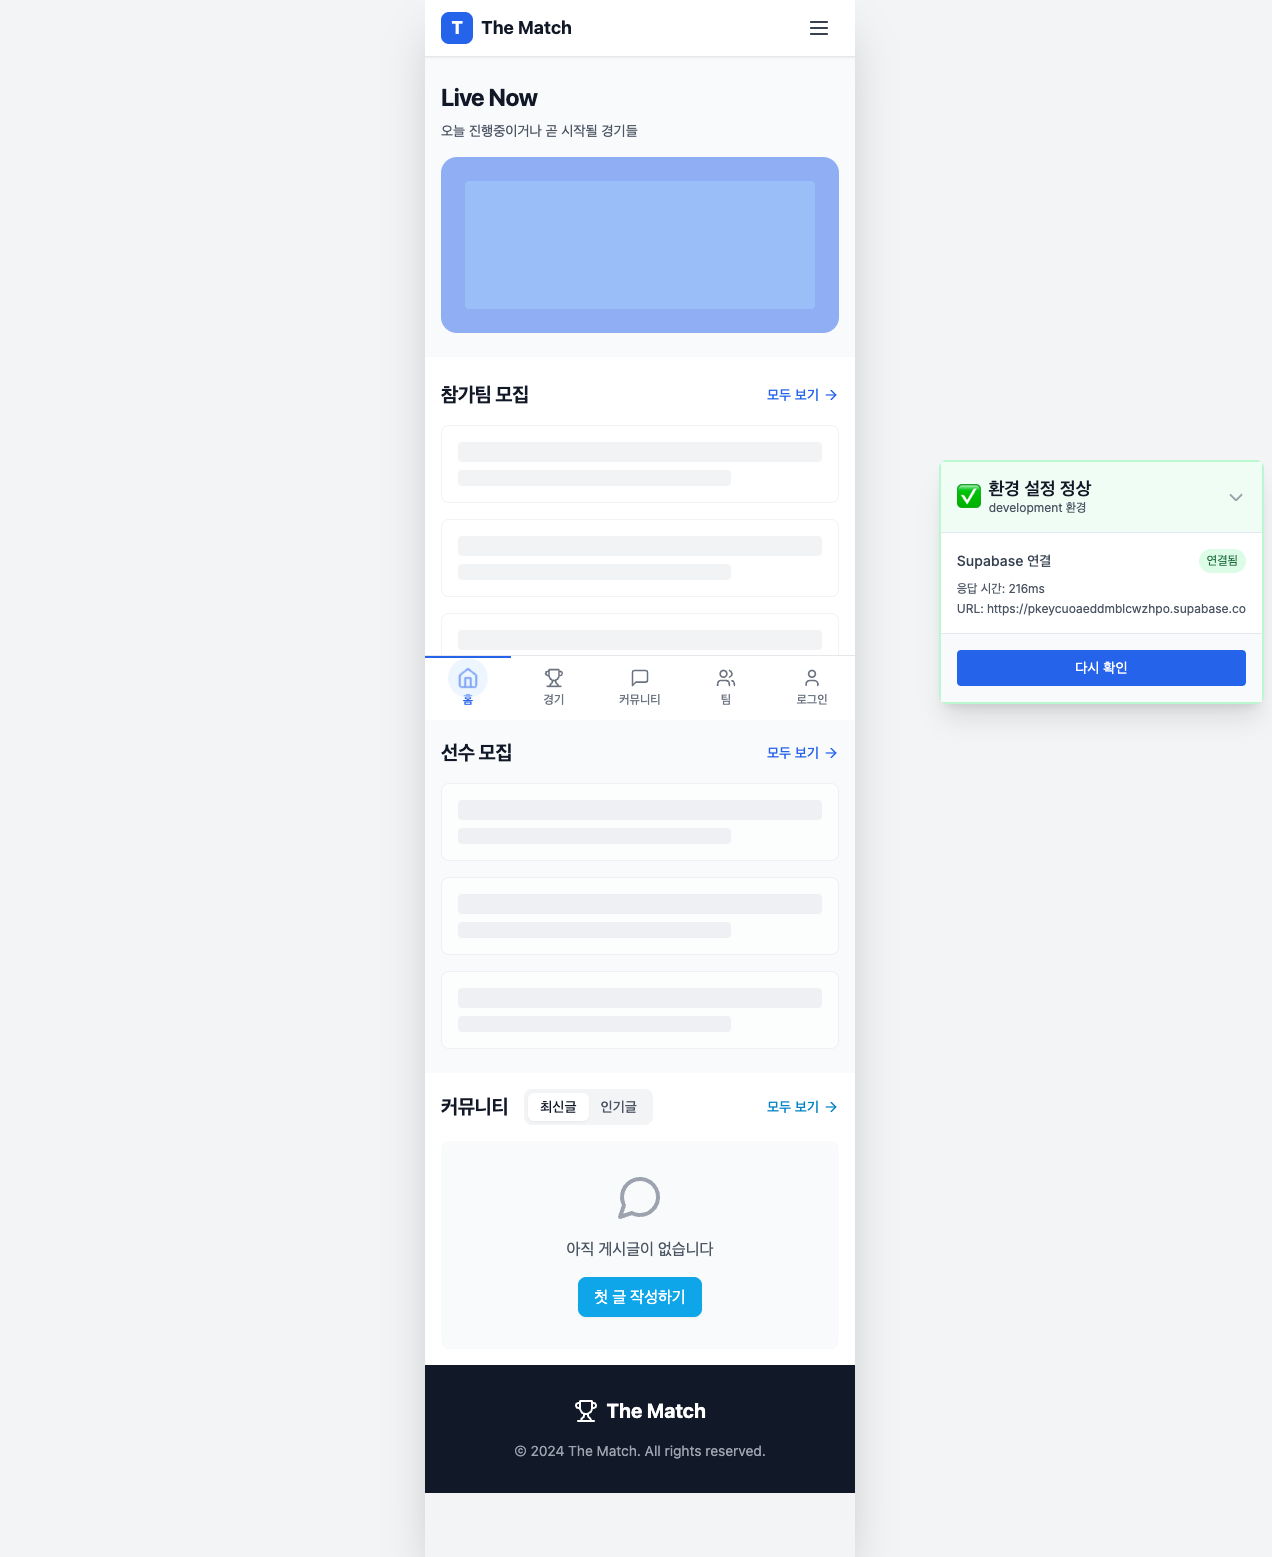 T The Match
Live Now
오늘 진행중이거나 곧 시작될 경기들
참가팀 모집
모두 보기 →
홈
경기
커뮤니티
팀
로그인
선수 모집
모두 보기 →
커뮤니티
최신글
인기글
모두 보기 →
아직 게시글이 없습니다
첫 글 작성하기
The Match
© 2024 The Match. All rights reserved.
환경 설정 정상
development 환경
Supabase 연결
연결됨
응답 시간: 216ms
URL: https://pkeycuoaeddmblcwzhpo.supabase.co
다시 확인